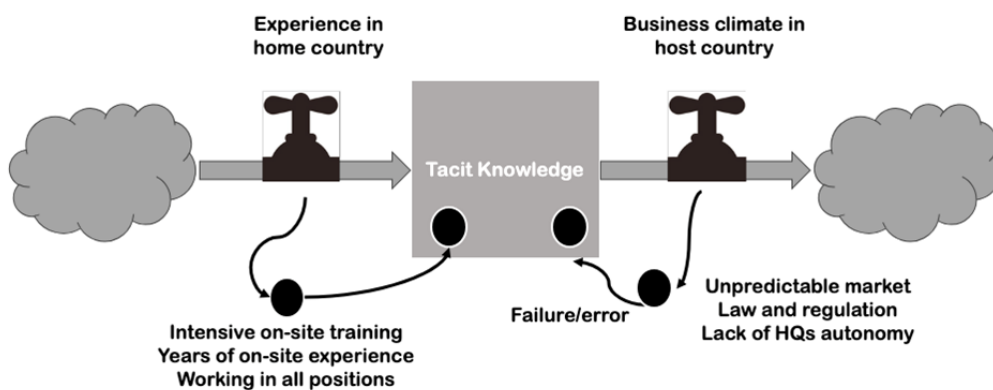 Experience in
home country
Business climate in
host country
Tacit Knowledge
Failure/error
Unpredictable market
Law and regulation
Lack of HQs autonomy
Intensive on-site training
Years of on-site experience
Working in all positions